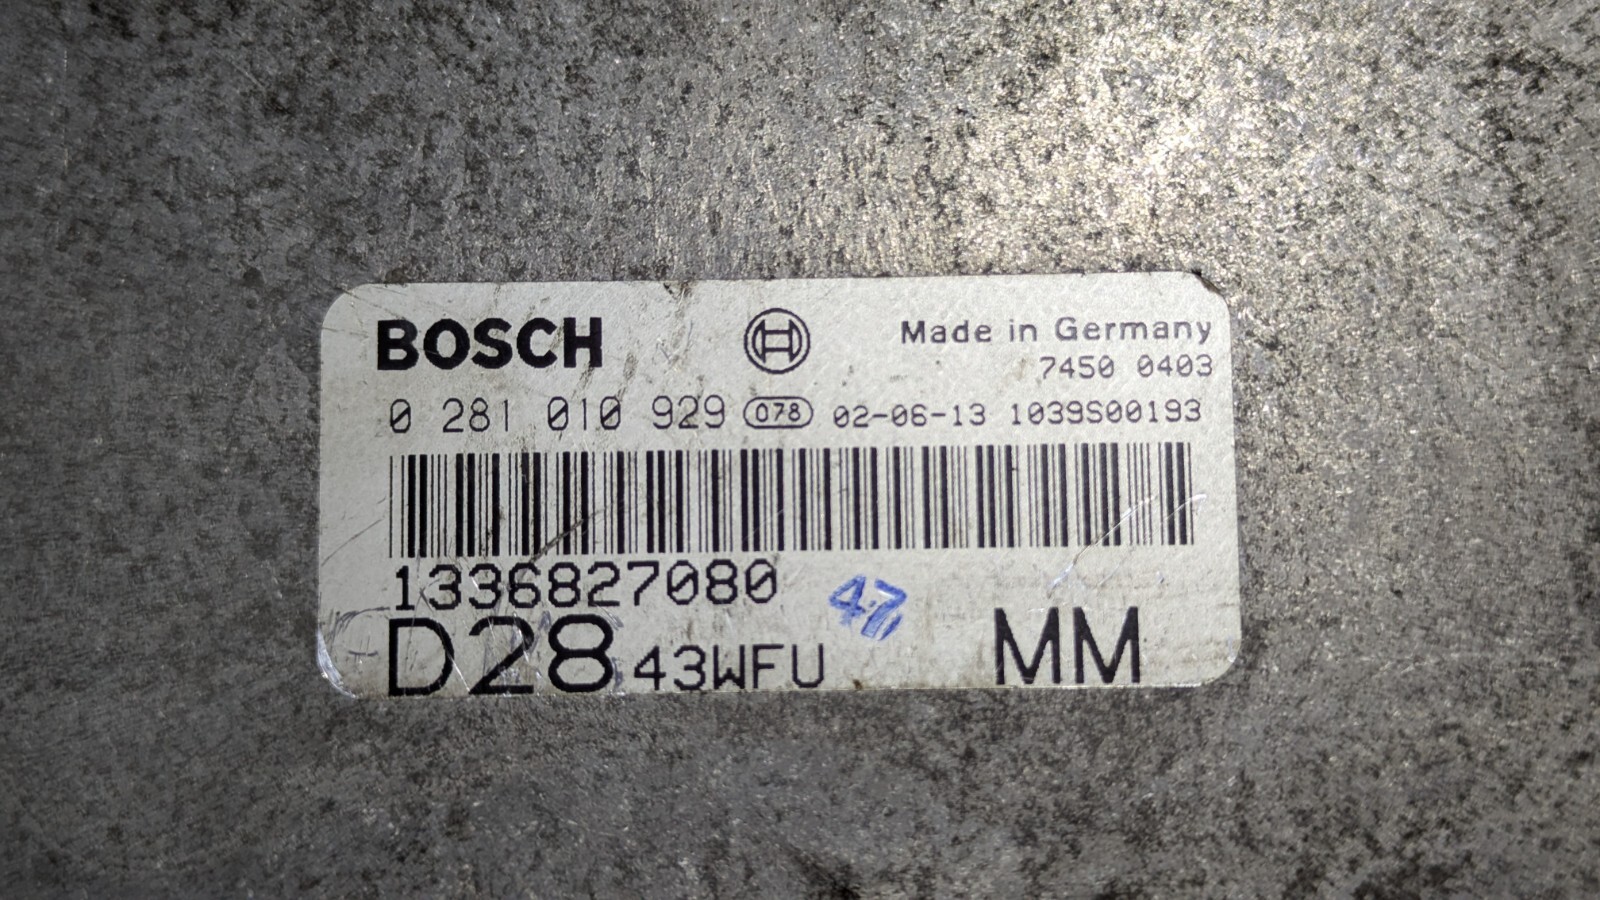 BOSCH Made in Germany
7450 0403
0 281 010 929 078 02-06-13 1039S00193
1336827080
47
D28 43WFU MM